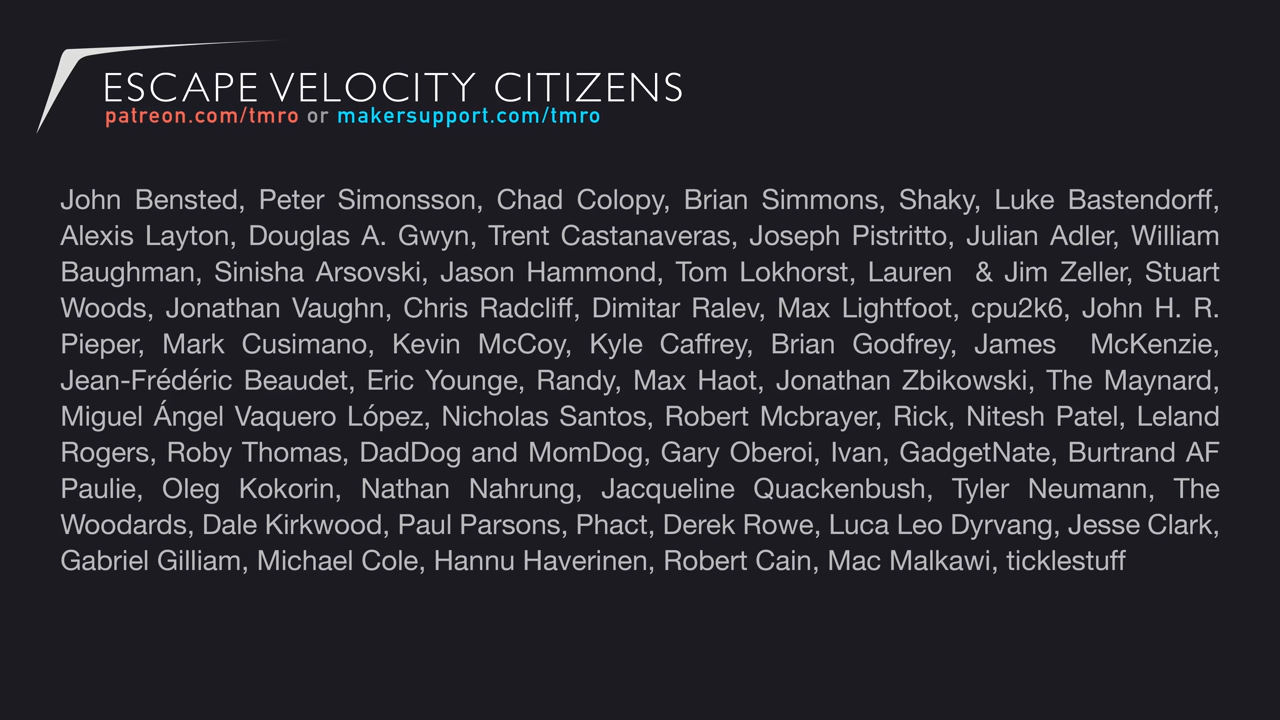 ESCAPE VELOCITY CITIZENS
patreon.com/tmro or makersupport.com/tmro
John Bensted, Peter Simonsson, Chad Colopy, Brian Simmons, Shaky, Luke Bastendorff,
Alexis Layton, Douglas A. Gwyn, Trent Castanaveras, Joseph Pistritto, Julian Adler, William
Baughman, Sinisha Arsovski, Jason Hammond, Tom Lokhorst, Lauren & Jim Zeller, Stuart
Woods, Jonathan Vaughn, Chris Radcliff, Dimitar Ralev, Max Lightfoot, cpu2k6, John H. R.
Pieper, Mark Cusimano, Kevin McCoy, Kyle Caffrey, Brian Godfrey, James McKenzie,
Jean-Frédéric Beaudet, Eric Younge, Randy, Max Haot, Jonathan Zbikowski, The Maynard,
Miguel Ángel Vaquero López, Nicholas Santos, Robert Mcbrayer, Rick, Nitesh Patel, Leland
Rogers, Roby Thomas, DadDog and MomDog, Gary Oberoi, Ivan, GadgetNate, Burtrand AF
Paulie, Oleg Kokorin, Nathan Nahrung, Jacqueline Quackenbush, Tyler Neumann, The
Woodards, Dale Kirkwood, Paul Parsons, Phact, Derek Rowe, Luca Leo Dyrvang, Jesse Clark,
Gabriel Gilliam, Michael Cole, Hannu Haverinen, Robert Cain, Mac Malkawi, ticklestuff